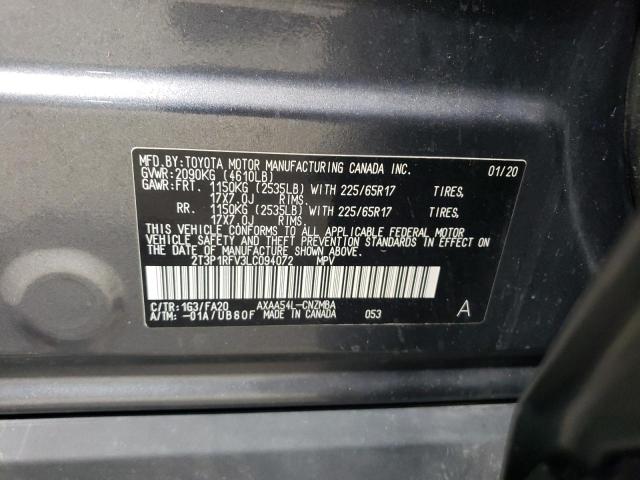 MFD.BY:TOYOTA MOTOR MANUFACTURING CANADA INC. 01/20
GVWR:2090KG (4610LB)
GAWR:FRT. 1150KG (2535LB) WITH 225/65R17 TIRES,
17X7.0J RIMS.
RR. 1150KG (2535LB) WITH 225/65R17 TIRES,
17X7.0J RIMS.
THIS VEHICLE CONFORMS TO ALL APPLICABLE FEDERAL MOTOR
VEHICLE SAFETY AND THEFT PREVENTION STANDARDS IN EFFECT
ON THE DATE OF MANUFACTURE SHOWN ABOVE.
2T3P1RFV3LC094072 MPV
C/TR:1G3/FA20 AXAA54L-CNZMBA
A/TM: -01A/UB80F MADE IN CANADA 053 A